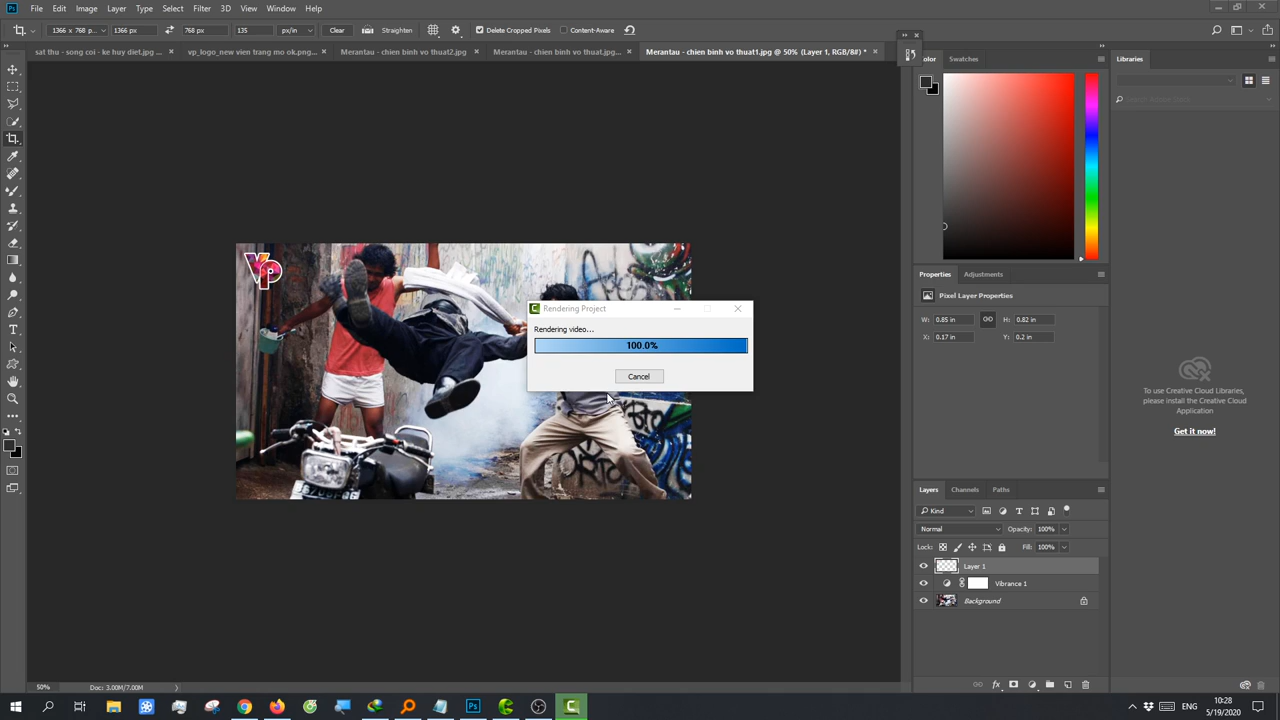 Ps File Edit Image Layer Type Select Filter 3D View Window Help
1366 x 768 p... 1366 px 768 px 135 px/in Clear Straighten Delete Cropped Pixels Content-Aware
sat thu - song coi - ke huy diet.jpg ... × vp_logo_new vien trang mo ok.png... × Merantau - chien binh vo thuat2.jpg × Merantau - chien binh vo thuat.jpg... × Merantau - chien binh vo thuat1.jpg @ 50% (Layer 1, RGB/8#) * ×
Color Swatches
Libraries
VP
Rendering Project
Rendering video...
100.0%
Cancel
Properties Adjustments
Pixel Layer Properties
W: 0.85 in H: 0.82 in
X: 0.17 in Y: 0.2 in
To use Creative Cloud Libraries,
please install the Creative Cloud
Application
Get it now!
Layers Channels Paths
Kind
Normal Opacity: 100%
Lock: Fill: 100%
Layer 1
Vibrance 1
Background
50% Doc: 3.00M/7.00M
ENG
10:28
5/19/2020